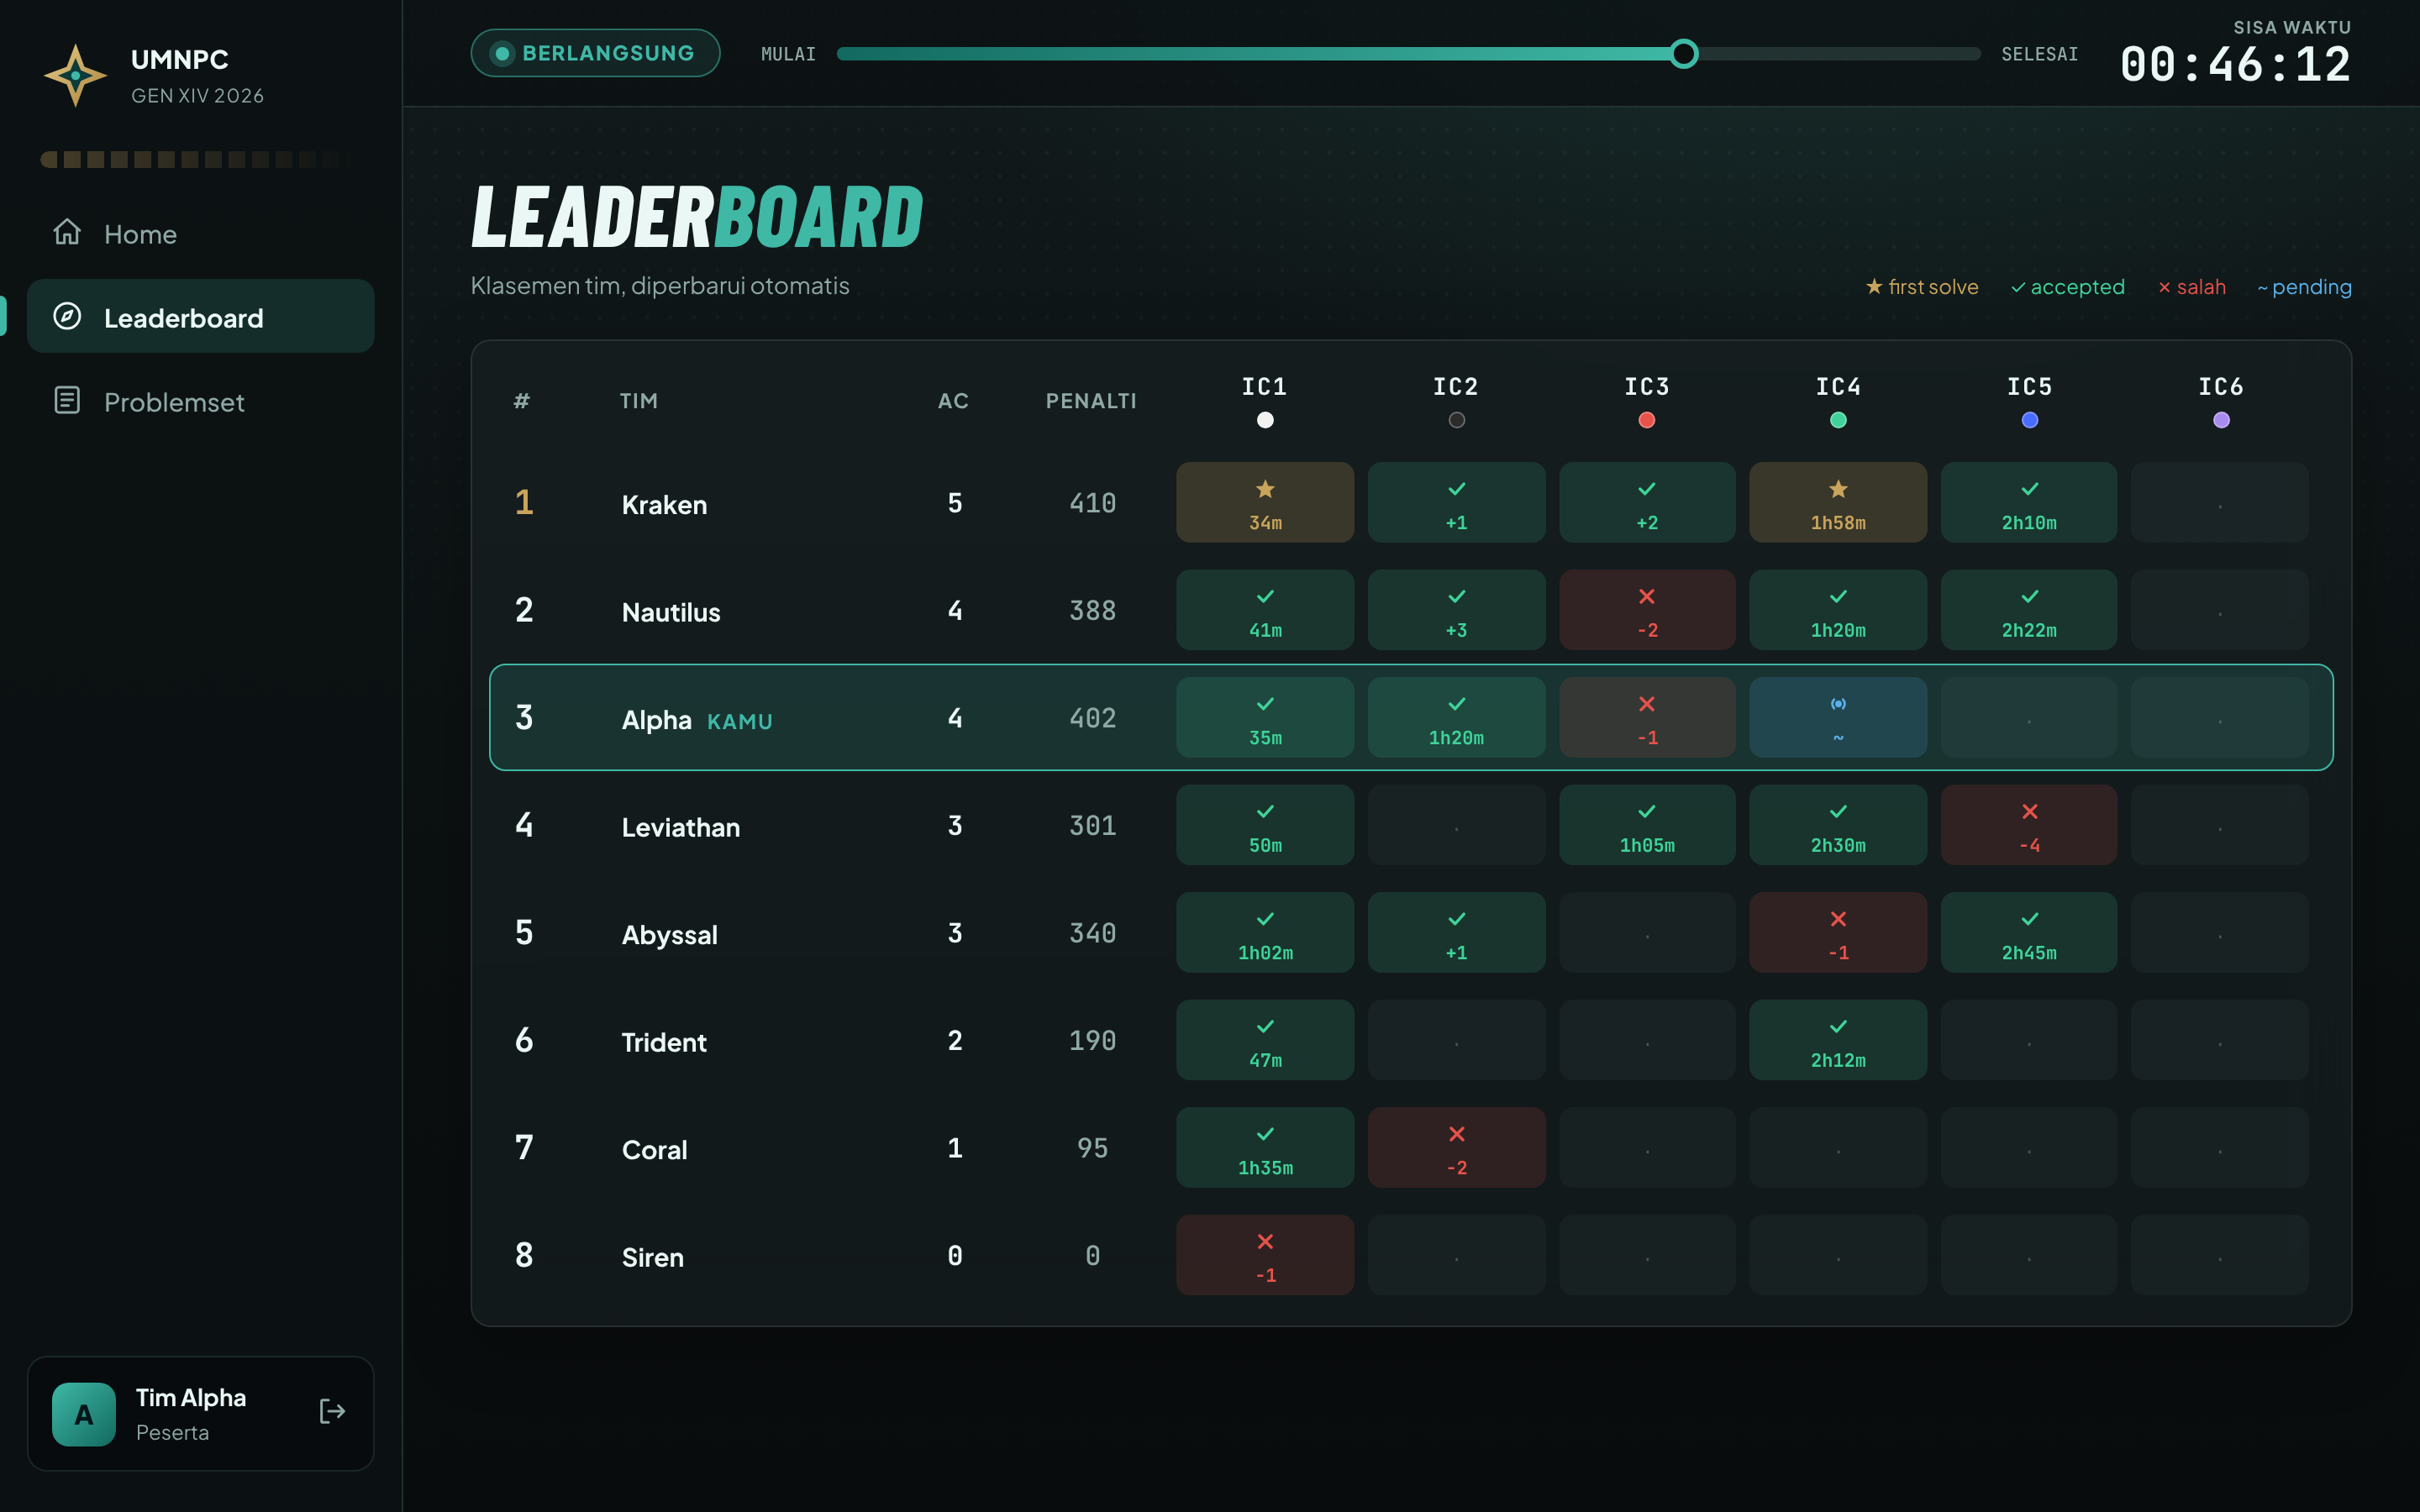 UMNPC
GEN XIV 2026
Home
Leaderboard
Problemset
Tim Alpha
Peserta
A
BERLANGSUNG
MULAI
SELESAI
SISA WAKTU
00:46:12
LEADERBOARD
Klasemen tim, diperbarui otomatis
★ first solve ✓ accepted × salah ~ pending
# TIM AC PENALTI IC1 IC2 IC3 IC4 IC5 IC6
1 Kraken 5 410 ★ 34m ✓ +1 ✓ +2 ★ 1h58m ✓ 2h10m ·
2 Nautilus 4 388 ✓ 41m ✓ +3 × -2 ✓ 1h20m ✓ 2h22m ·
3 Alpha KAMU 4 402 ✓ 35m ✓ 1h20m × -1 ~ · ·
4 Leviathan 3 301 ✓ 50m · ✓ 1h05m ✓ 2h30m × -4 ·
5 Abyssal 3 340 ✓ 1h02m ✓ +1 · × -1 ✓ 2h45m ·
6 Trident 2 190 ✓ 47m · · ✓ 2h12m · ·
7 Coral 1 95 ✓ 1h35m × -2 · · · ·
8 Siren 0 0 × -1 · · · · ·